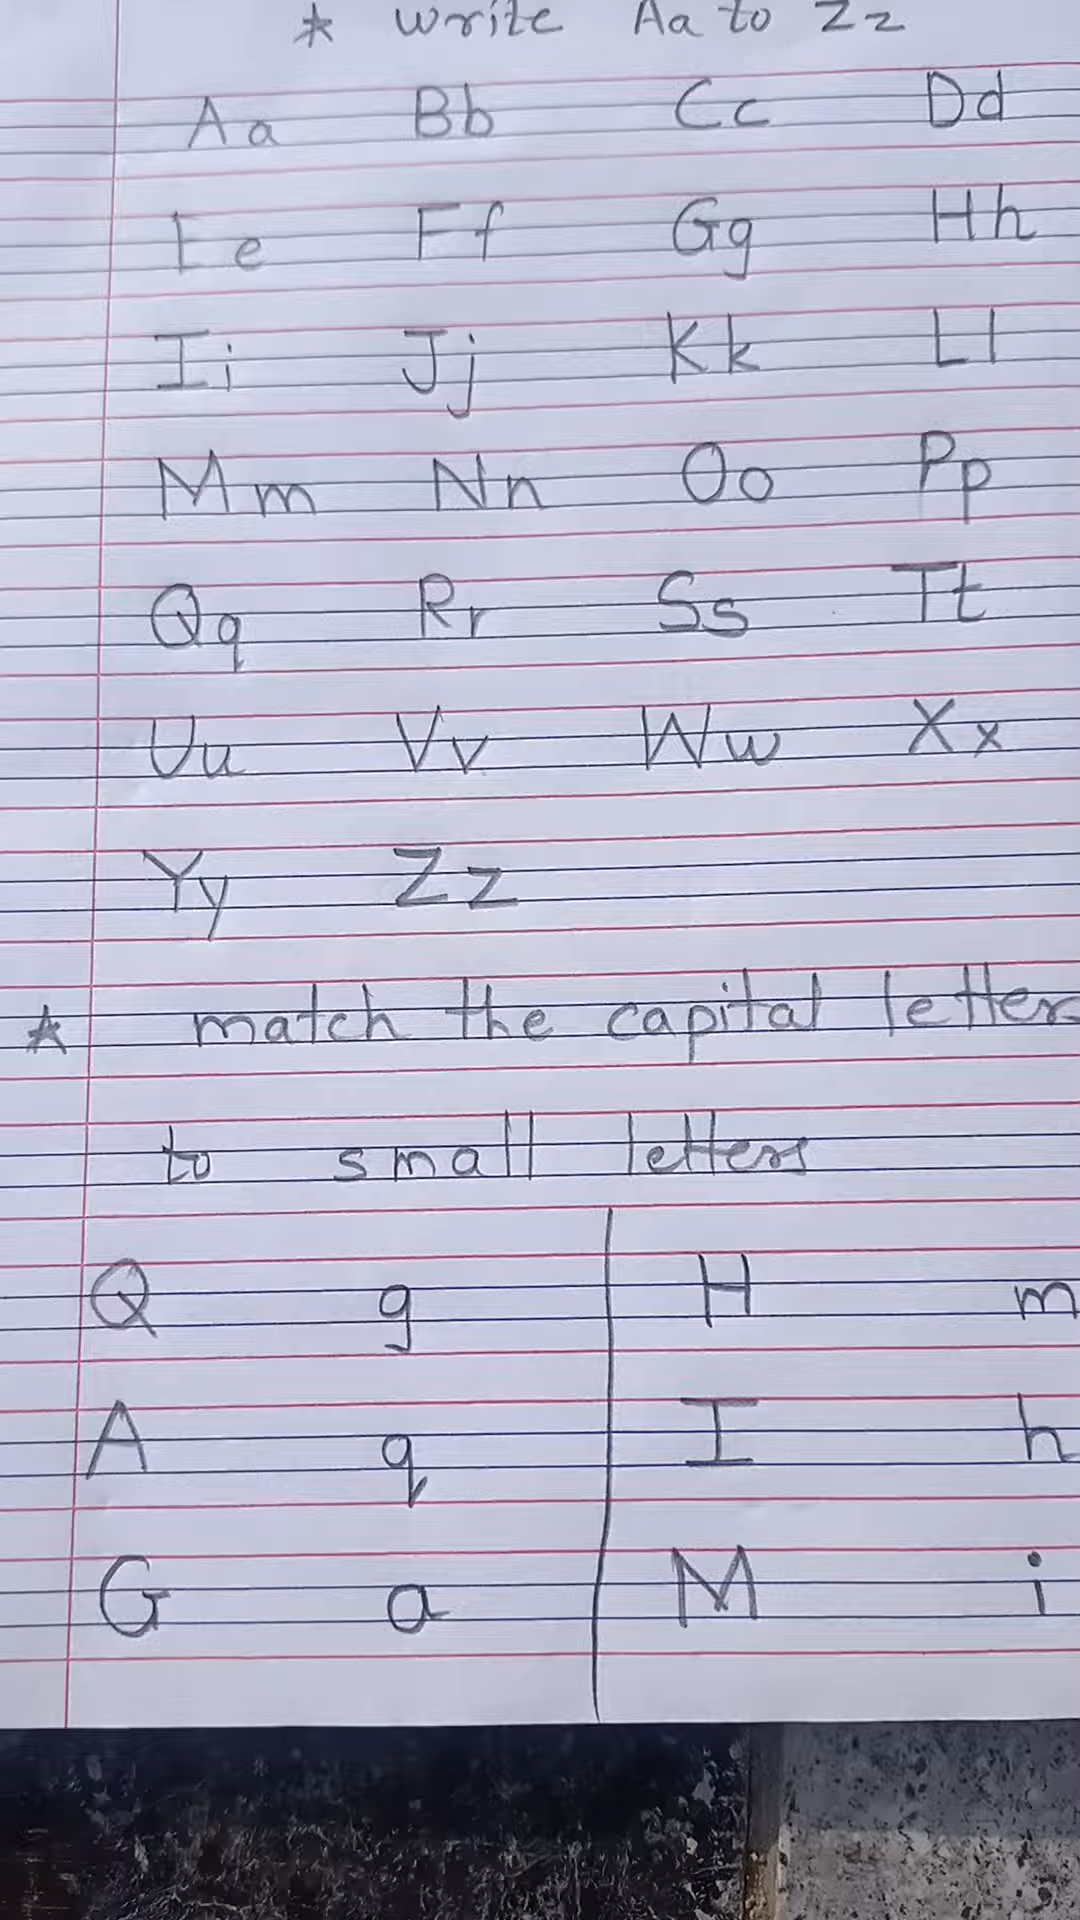 * write Aa to Zz
Aa Bb Cc Dd
Ee Ff Gg Hh
Ii Jj Kk Ll
Mm Nn Oo Pp
Qq Rr Ss Tt
Uu Vv Ww Xx
Yy Zz
* match the capital letter
to small letters
Q g H m
A q I h
G a M i